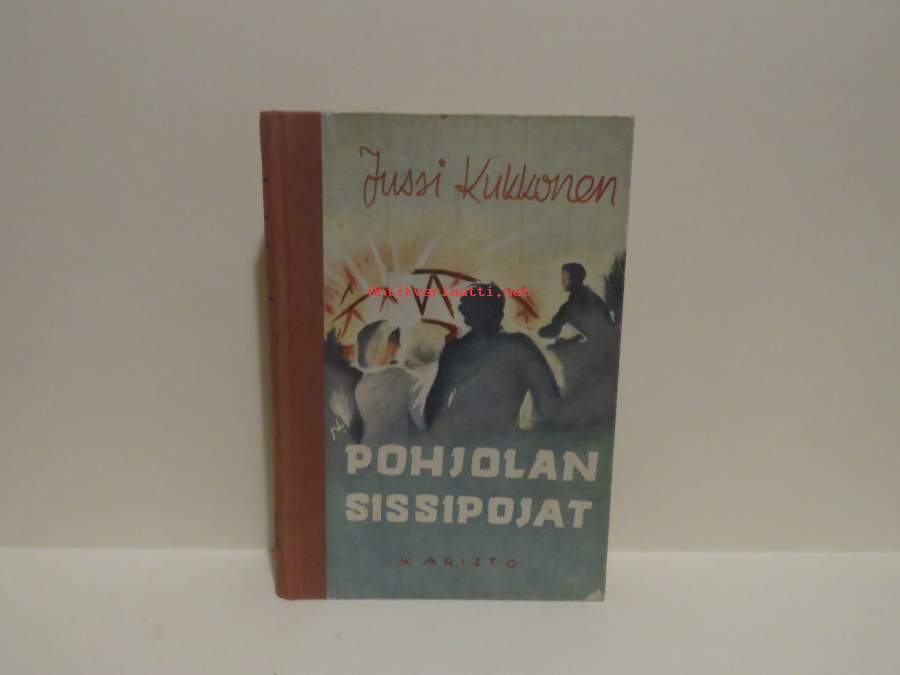 Jussi Kukkonen
antikvariaatti.net
POHJOLAN
SISSIPOJAT
KARISTO